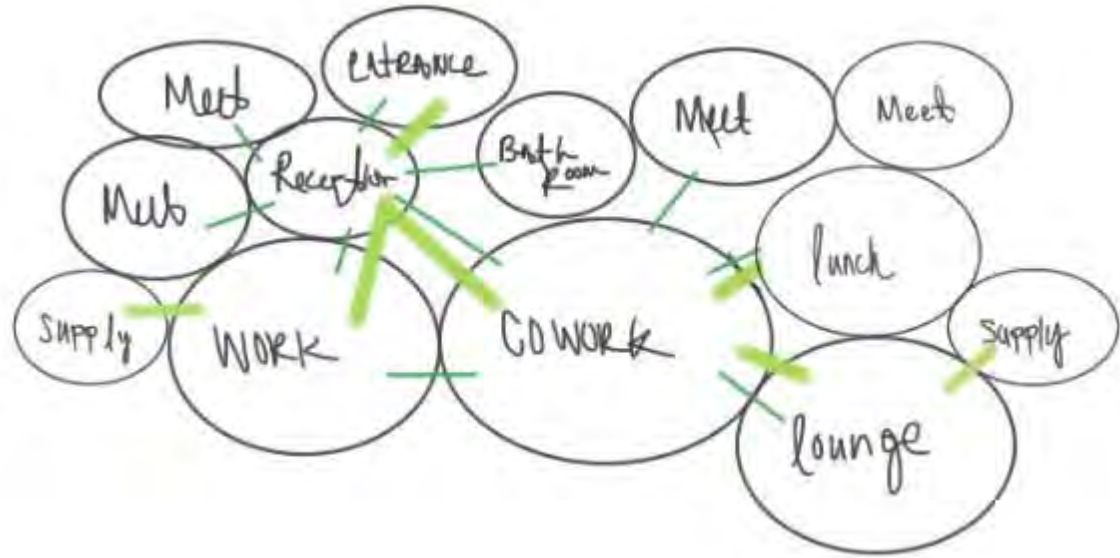 ENTRANCE
Meet
Meet
Meet
Bath
Room
Reception
Meet
lunch
Supply
WORK
COWORK
Supply
lounge